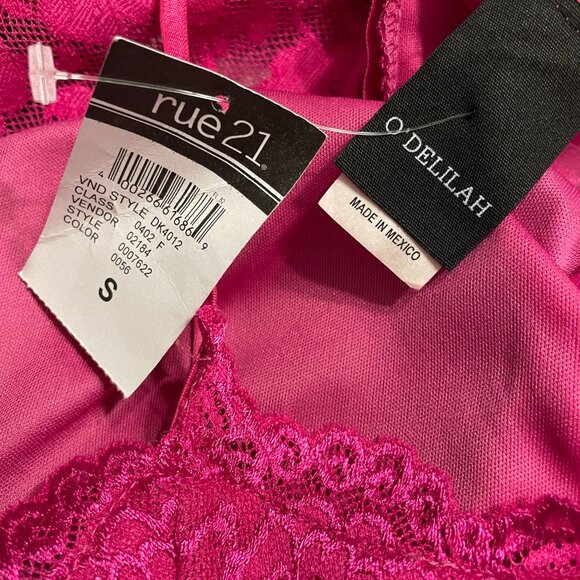 rue21
VND STYLE DK4012
CLASS 0402 F
VENDOR 02184
STYLE 0007622
COLOR 0056
S
O'DELILAH
MADE IN MEXICO